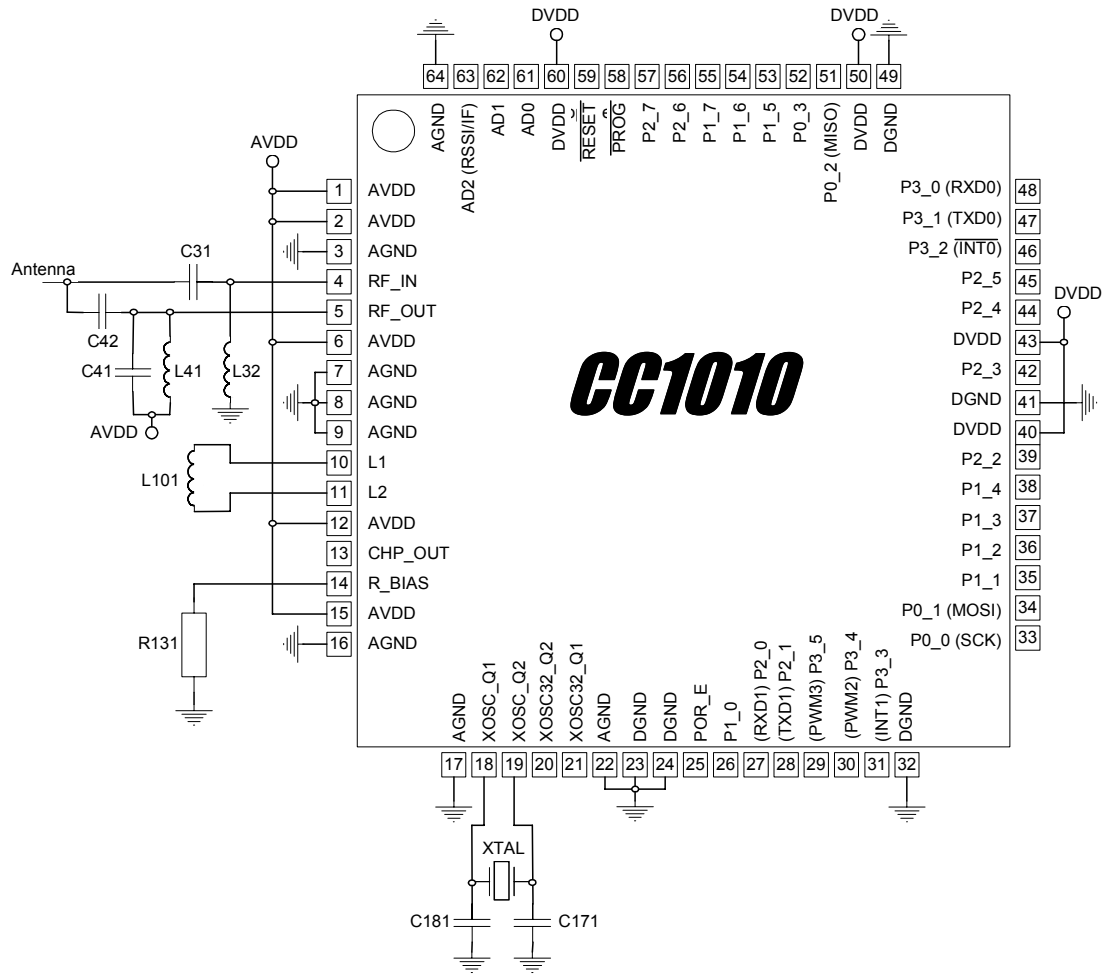 DVDD
DVDD
64 63 62 61 60 59 58 57 56 55 54 53 52 51 50 49
AGND
AD2 (RSSI/IF)
AD1
AD0
DVDD
RESET
PROG
P2_7
P2_6
P1_7
P1_6
P1_5
P0_3
P0_2 (MISO)
DVDD
DGND
AVDD
1 AVDD
2 AVDD
3 AGND
4 RF_IN
5 RF_OUT
6 AVDD
7 AGND
8 AGND
9 AGND
10 L1
11 L2
12 AVDD
13 CHP_OUT
14 R_BIAS
15 AVDD
16 AGND
C31
Antenna
C42
C41
L41
L32
AVDD
L101
R131
CC1010
P3_0 (RXD0) 48
P3_1 (TXD0) 47
P3_2 (INT0) 46
P2_5 45
P2_4 44
DVDD
DVDD 43
P2_3 42
DGND 41
DVDD 40
P2_2 39
P1_4 38
P1_3 37
P1_2 36
P1_1 35
P0_1 (MOSI) 34
P0_0 (SCK) 33
AGND
XOSC_Q1
XOSC_Q2
XOSC32_Q2
XOSC32_Q1
AGND
DGND
DGND
POR_E
P1_0
(RXD1) P2_0
(TXD1) P2_1
(PWM3) P3_5
(PWM2) P3_4
(INT1) P3_3
DGND
17 18 19 20 21 22 23 24 25 26 27 28 29 30 31 32
XTAL
C181
C171